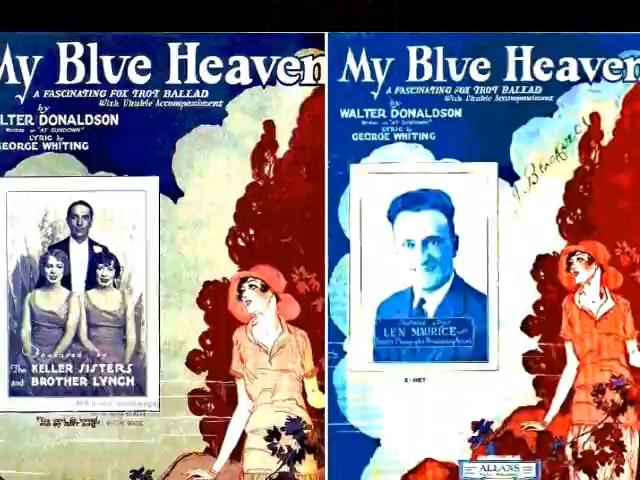 My Blue Heaven
A FASCINATING FOX TROT BALLAD
With Ukulele Accompaniment
by
LTER DONALDSON
Writer of "AT SUNDOWN"
LYRIC by
GEORGE WHITING
Featured by
The KELLER SISTERS
and BROTHER LYNCH
My Blue Heaven
A FASCINATING FOX TROT BALLAD
With Ukulele Accompaniment
by
WALTER DONALDSON
Writer of "AT SUNDOWN"
LYRIC by
GEORGE WHITING
LEN MAURICE
ALLANS